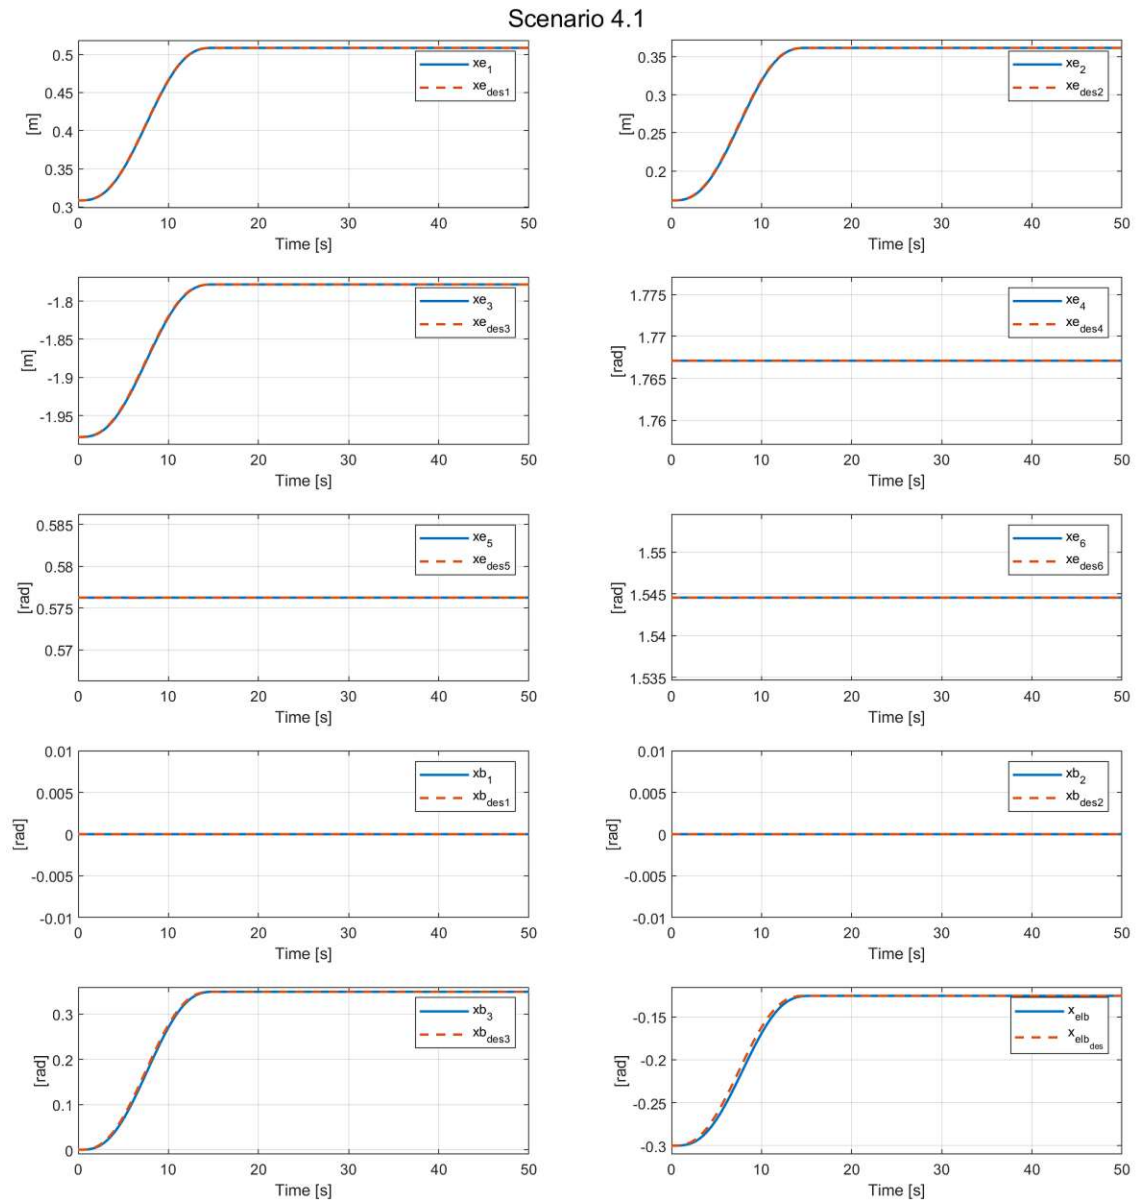 Scenario 4.1
0.5
0.45
0.4
0.35
0.3
[m]
0 10 20 30 40 50
Time [s]
xe1
xedes1
0.35
0.3
0.25
0.2
[m]
0 10 20 30 40 50
Time [s]
xe2
xedes2
-1.8
-1.85
-1.9
-1.95
[m]
0 10 20 30 40 50
Time [s]
xe3
xedes3
1.775
1.77
1.765
1.76
[rad]
0 10 20 30 40 50
Time [s]
xe4
xedes4
0.585
0.58
0.575
0.57
[rad]
0 10 20 30 40 50
Time [s]
xe5
xedes5
1.55
1.545
1.54
1.535
[rad]
0 10 20 30 40 50
Time [s]
xe6
xedes6
0.01
0.005
0
-0.005
-0.01
[rad]
0 10 20 30 40 50
Time [s]
xb1
xbdes1
0.01
0.005
0
-0.005
-0.01
[rad]
0 10 20 30 40 50
Time [s]
xb2
xbdes2
0.3
0.2
0.1
0
[rad]
0 10 20 30 40 50
Time [s]
xb3
xbdes3
-0.15
-0.2
-0.25
-0.3
[rad]
0 10 20 30 40 50
Time [s]
xelb
xelbdes